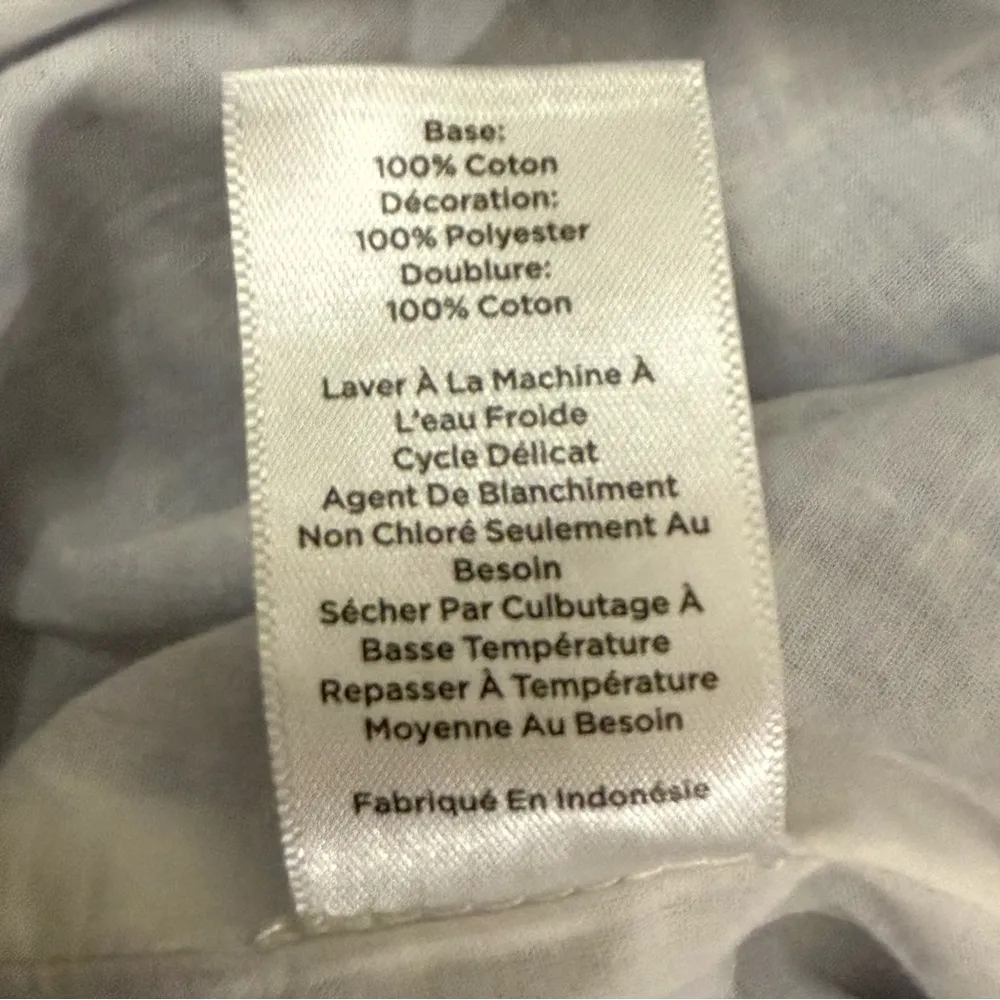 Base:
100% Coton
Décoration:
100% Polyester
Doublure:
100% Coton
Laver À La Machine À
L'eau Froide
Cycle Délicat
Agent De Blanchiment
Non Chloré Seulement Au
Besoin
Sécher Par Culbutage À
Basse Température
Repasser À Température
Moyenne Au Besoin
Fabriqué En Indonésie